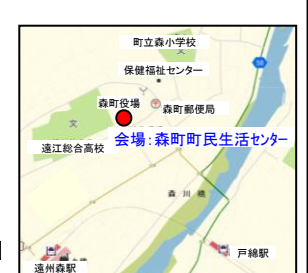 町立森小学校
58
保健福祉センター
森町役場
森町郵便局
文
会場：森町町民生活センター
遠江総合高校
森川橋
戸綿駅
遠州森駅